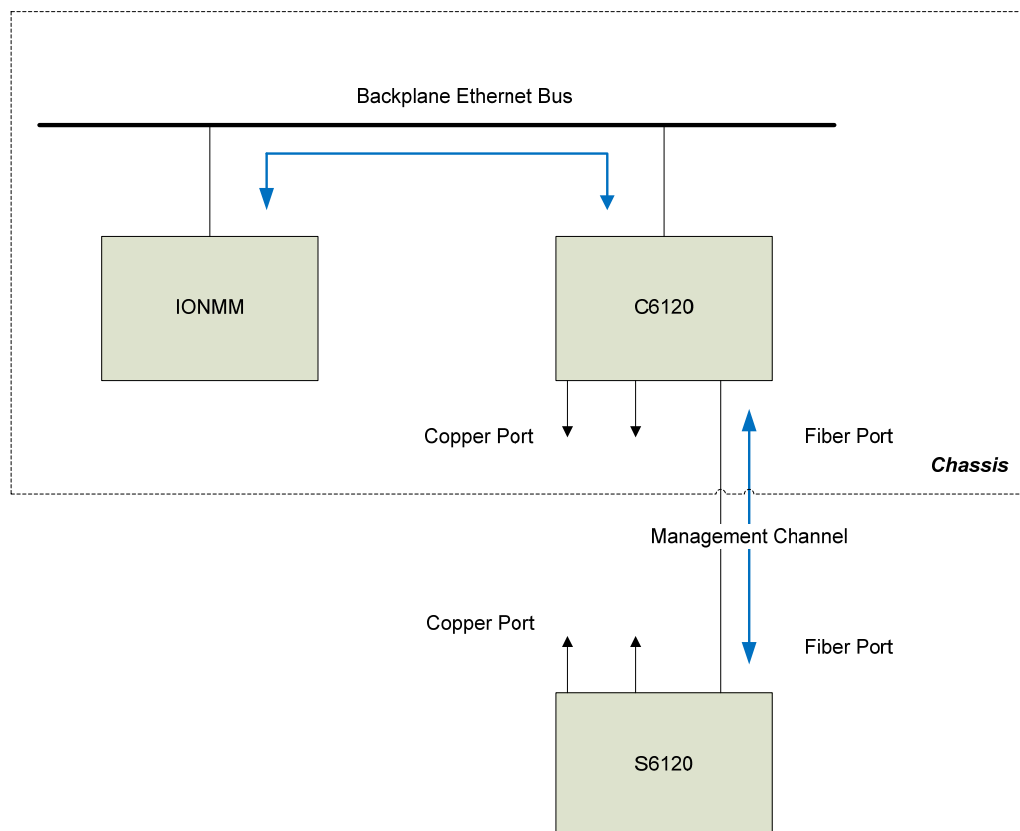 Backplane Ethernet Bus
IONMM
C6120
Copper Port
Fiber Port
Chassis
Management Channel
Copper Port
Fiber Port
S6120